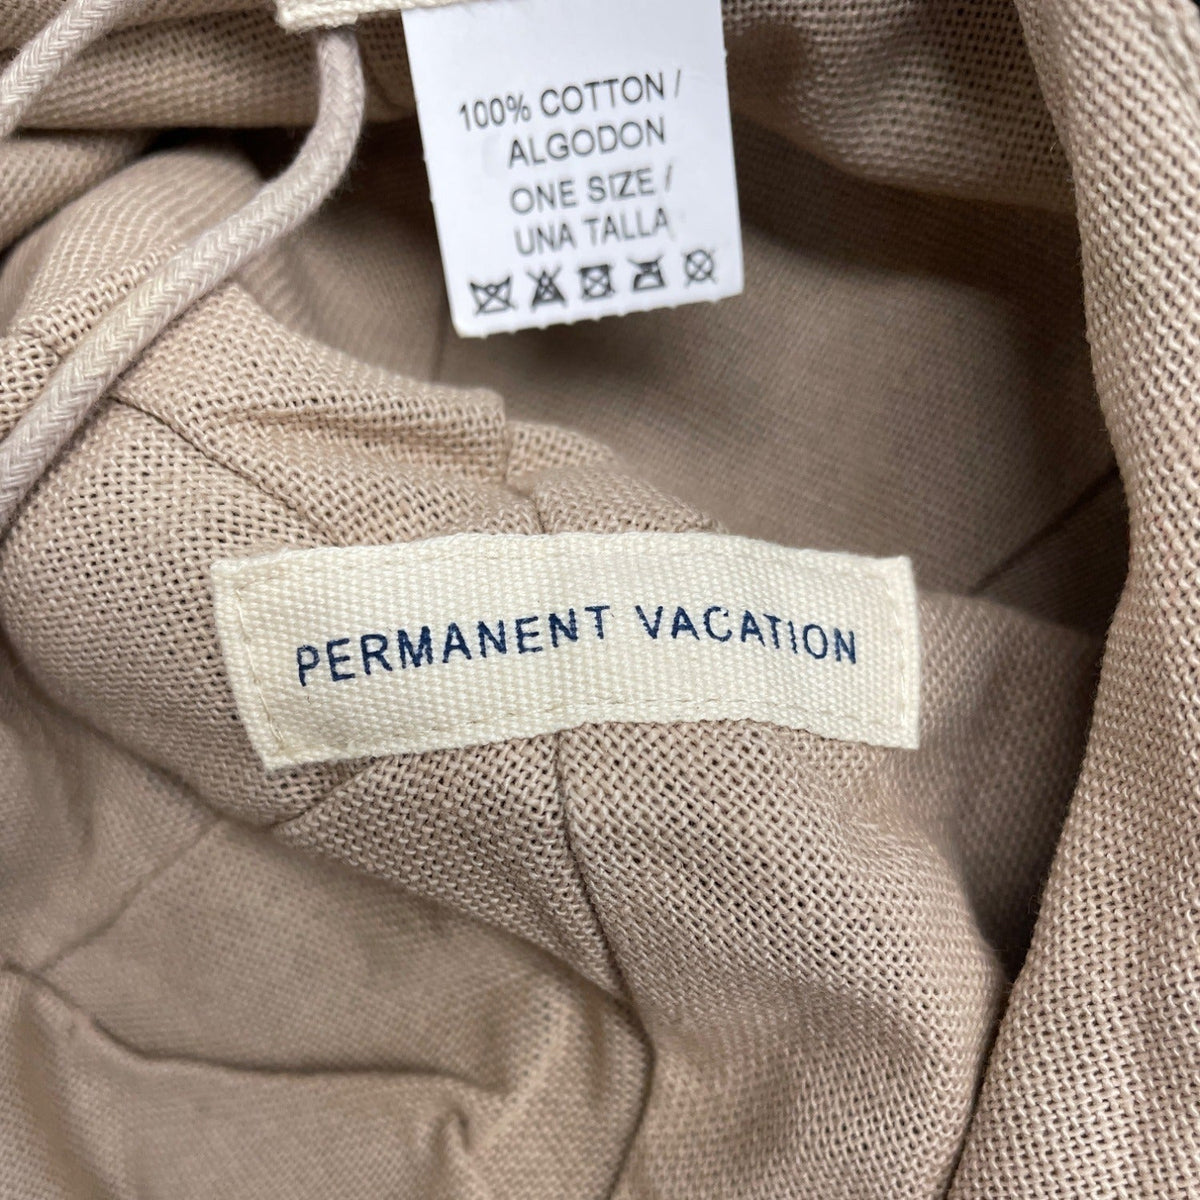 100% COTTON /
ALGODON
ONE SIZE /
UNA TALLA
PERMANENT VACATION